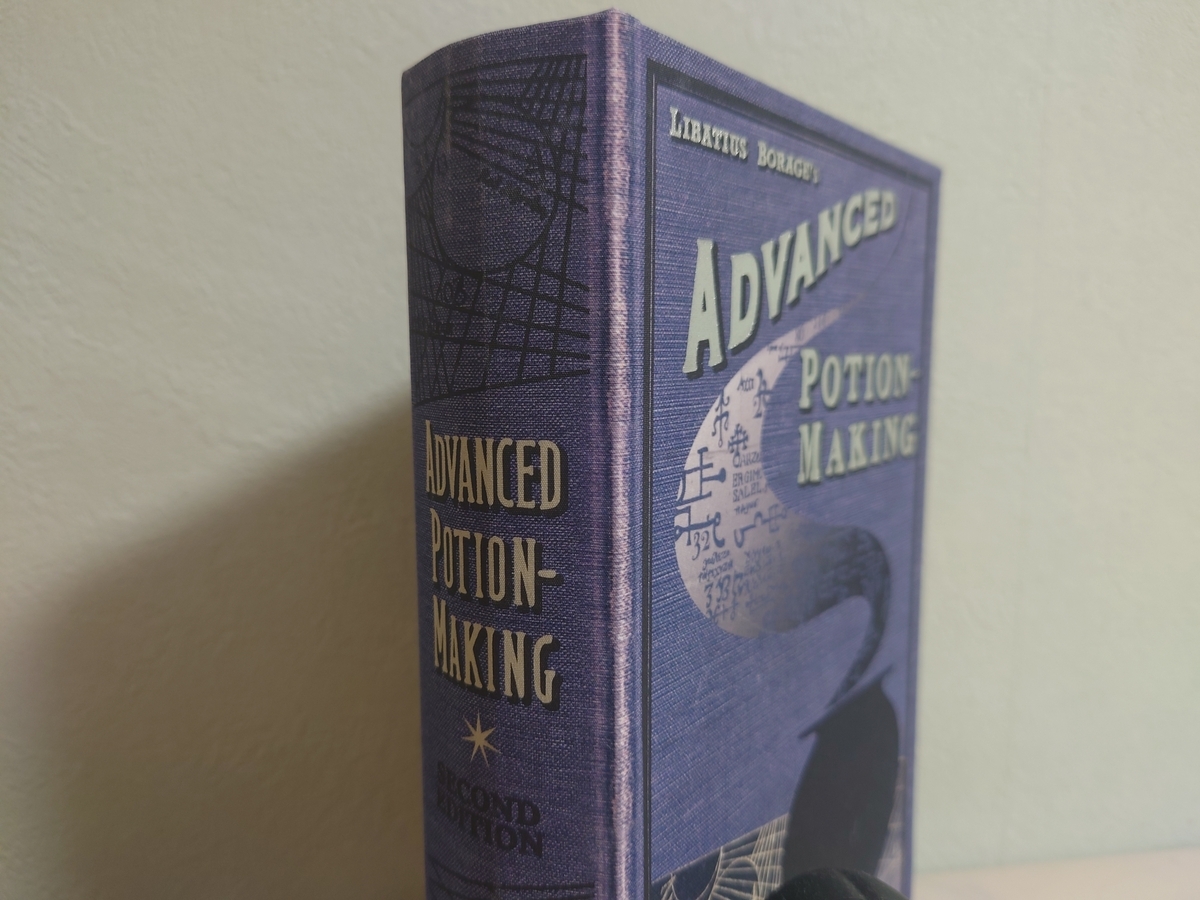 ADVANCED
POTION-
MAKING
SECOND
EDITION
LIBATIUS BORAGE'S
ADVANCED
POTION-
MAKING